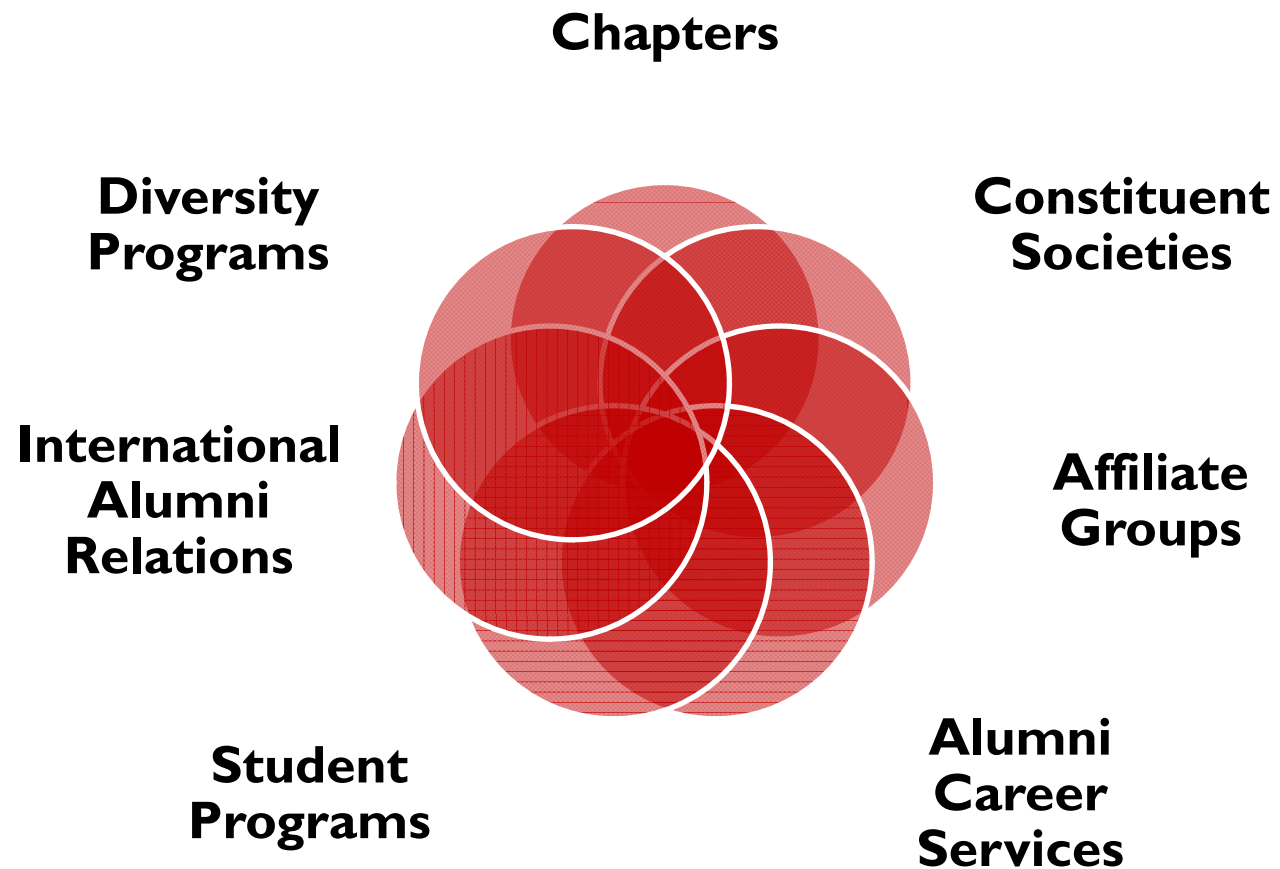 Chapters
Diversity
Programs
Constituent
Societies
International
Alumni
Relations
Affiliate
Groups
Student
Programs
Alumni
Career
Services